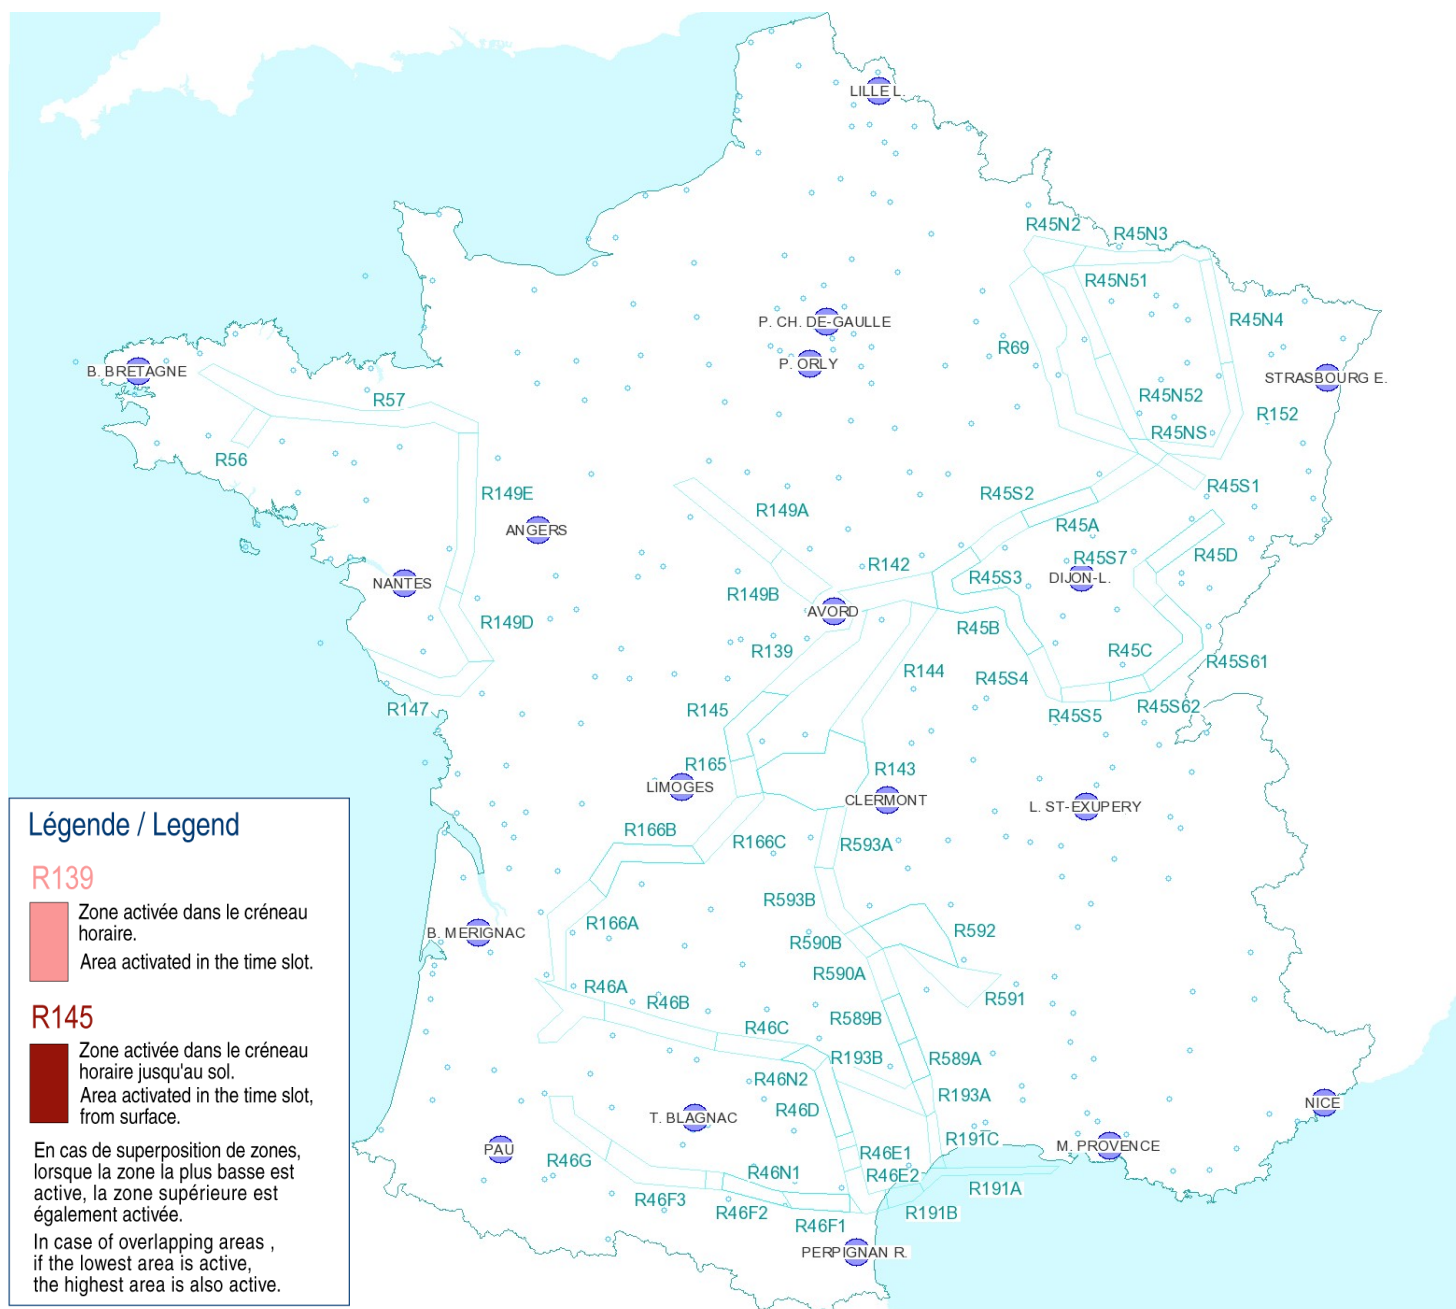 LILLE L.
R45N2
R45N3
R45N51
P. CH. DE-GAULLE
R45N4
R69
P. ORLY
B. BRETAGNE
STRASBOURG E.
R57
R45N52
R152
R45NS
R56
R149E
R45S2
R45S1
R149A
R45A
ANGERS
R45S7
R45D
R142
R45S3
DIJON-L.
NANTES
R149B
AVORD
R149D
R45B
R139
R45C
R45S61
R144
R45S4
R147
R145
R45S5
R45S62
R165
R143
LIMOGES
CLERMONT
L. ST-EXUPERY
R166B
R166C
R593A
R593B
R166A
B. MERIGNAC
R590B
R592
R590A
R46A
R46B
R591
R46C
R589B
R193B
R589A
R46N2
R193A
R46D
T. BLAGNAC
NICE
R191C
M. PROVENCE
PAU
R46E1
R46G
R46N1
R46E2
R191A
R46F3
R46F2
R191B
R46F1
PERPIGNAN R.
Légende / Legend
R139
Zone activée dans le créneau
horaire.
Area activated in the time slot.
R145
Zone activée dans le créneau
horaire jusqu'au sol.
Area activated in the time slot,
from surface.
En cas de superposition de zones,
lorsque la zone la plus basse est
active, la zone supérieure est
également activée.
In case of overlapping areas ,
if the lowest area is active,
the highest area is also active.